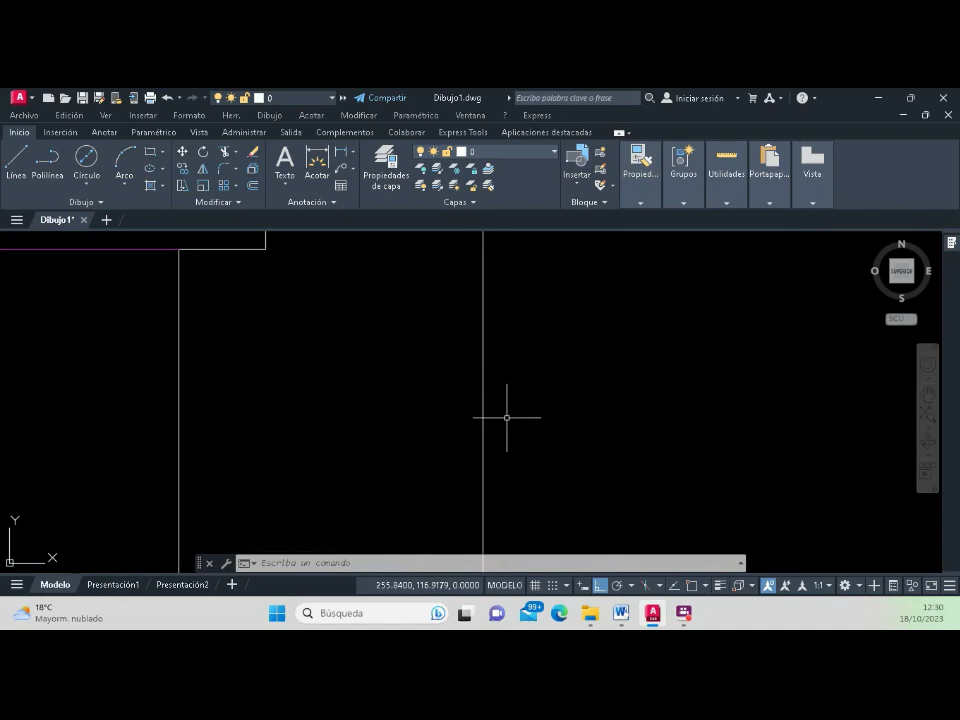 A 0 Compartir Dibujo1.dwg Escriba palabra clave o frase Iniciar sesión
Archivo Edición Ver Insertar Formato Herr. Dibujo Acotar Modificar Paramétrico Ventana ? Express
Inicio Inserción Anotar Paramétrico Vista Administrar Salida Complementos Colaborar Express Tools Aplicaciones destacadas
0
Línea Polilínea Círculo Arco Texto Acotar Propiedades de capa Insertar Propied... Grupos Utilidades Portapap... Vista
Dibujo Modificar Anotación Capas Bloque
Dibujo1*
N
O SUPERIOR E
S
SCU
Y
X
Escriba un comando
Modelo Presentación1 Presentación2 255.8400, 116.9179, 0.0000 MODELO 1:1
18°C
Mayorm. nublado
Búsqueda
99+
12:30
18/10/2023